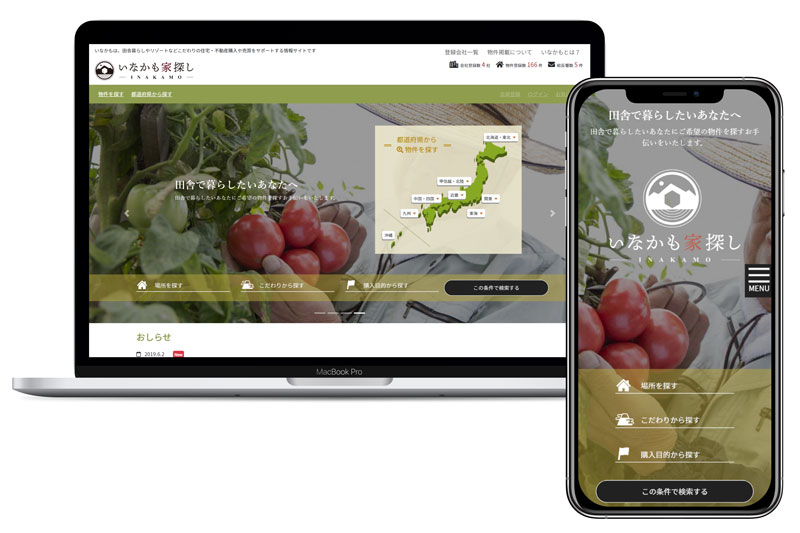 いなかもは、田舎暮らしやリゾートなどこだわりの住宅・不動産購入や売買をサポートする情報サイトです
登録会社一覧 物件掲載について いなかもとは？
いなかも家探し
INAKAMO
会社登録数 4 社 物件登録数 166 件 総反響数 5 件
物件を探す 都道府県から探す
会員登録 ログイン
都道府県から
物件を探す
北海道・東北
甲信越・北陸
近畿
中国・四国
関東
九州
東海
沖縄
田舎で暮らしたいあなたへ
田舎で暮らしたいあなたにご希望の物件を探すお手伝いをいたします。
場所を探す こだわりから探す 購入目的から探す この条件で検索する
おしらせ
2019.6.2 New
MacBook Pro
田舎で暮らしたいあなたへ
田舎で暮らしたいあなたにご希望の物件を探すお手
伝いをいたします。
いなかも家探し
INAKAMO
MENU
場所を探す
こだわりから探す
購入目的から探す
この条件で検索する